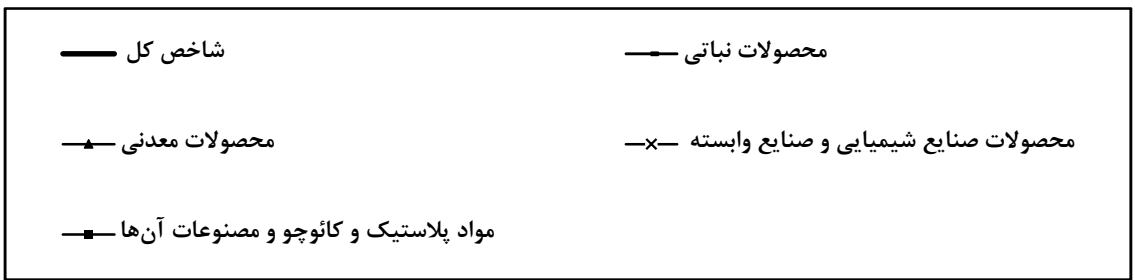 محصولات نباتی
شاخص کل
محصولات صنایع شیمیایی و صنایع وابسته
محصولات معدنی
مواد پلاستیک و کائوچو و مصنوعات آن‌ها